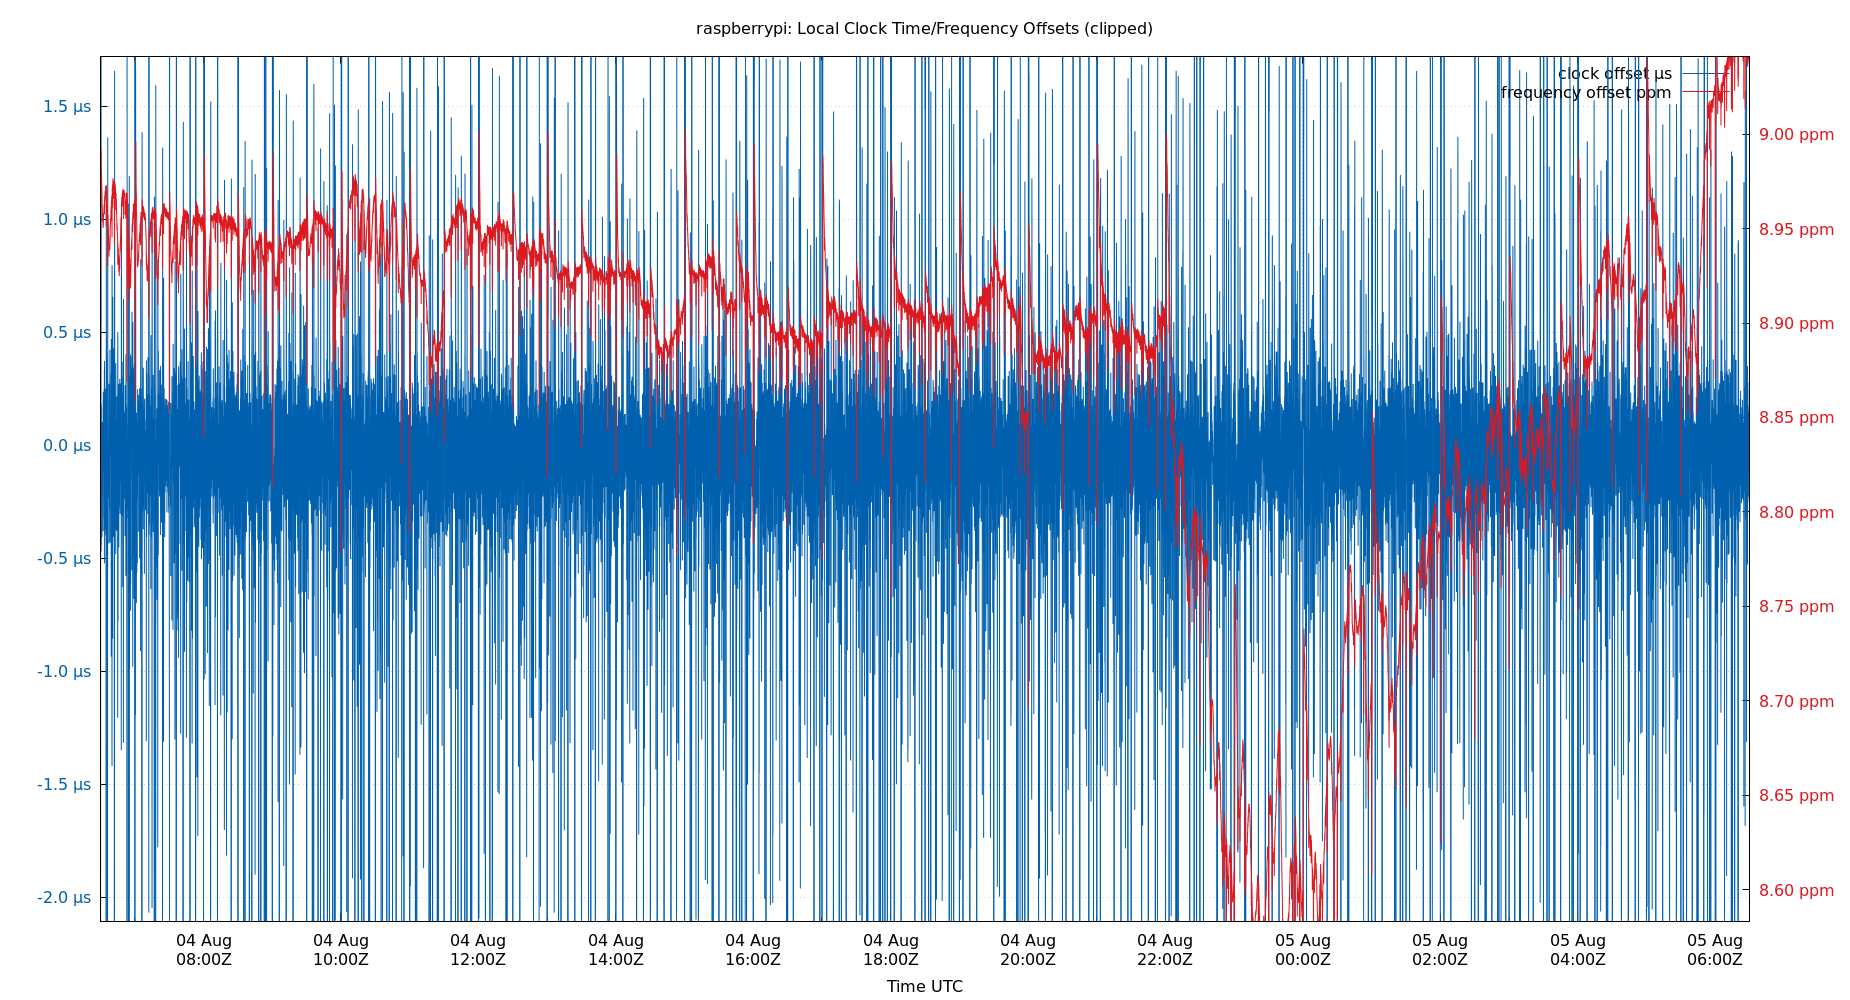 raspberrypi: Local Clock Time/Frequency Offsets (clipped)
clock offset µs
frequency offset ppm
1.5 µs
1.0 µs
0.5 µs
0.0 µs
-0.5 µs
-1.0 µs
-1.5 µs
-2.0 µs
9.00 ppm
8.95 ppm
8.90 ppm
8.85 ppm
8.80 ppm
8.75 ppm
8.70 ppm
8.65 ppm
8.60 ppm
04 Aug
08:00Z
04 Aug
10:00Z
04 Aug
12:00Z
04 Aug
14:00Z
04 Aug
16:00Z
04 Aug
18:00Z
04 Aug
20:00Z
04 Aug
22:00Z
05 Aug
00:00Z
05 Aug
02:00Z
05 Aug
04:00Z
05 Aug
06:00Z
Time UTC